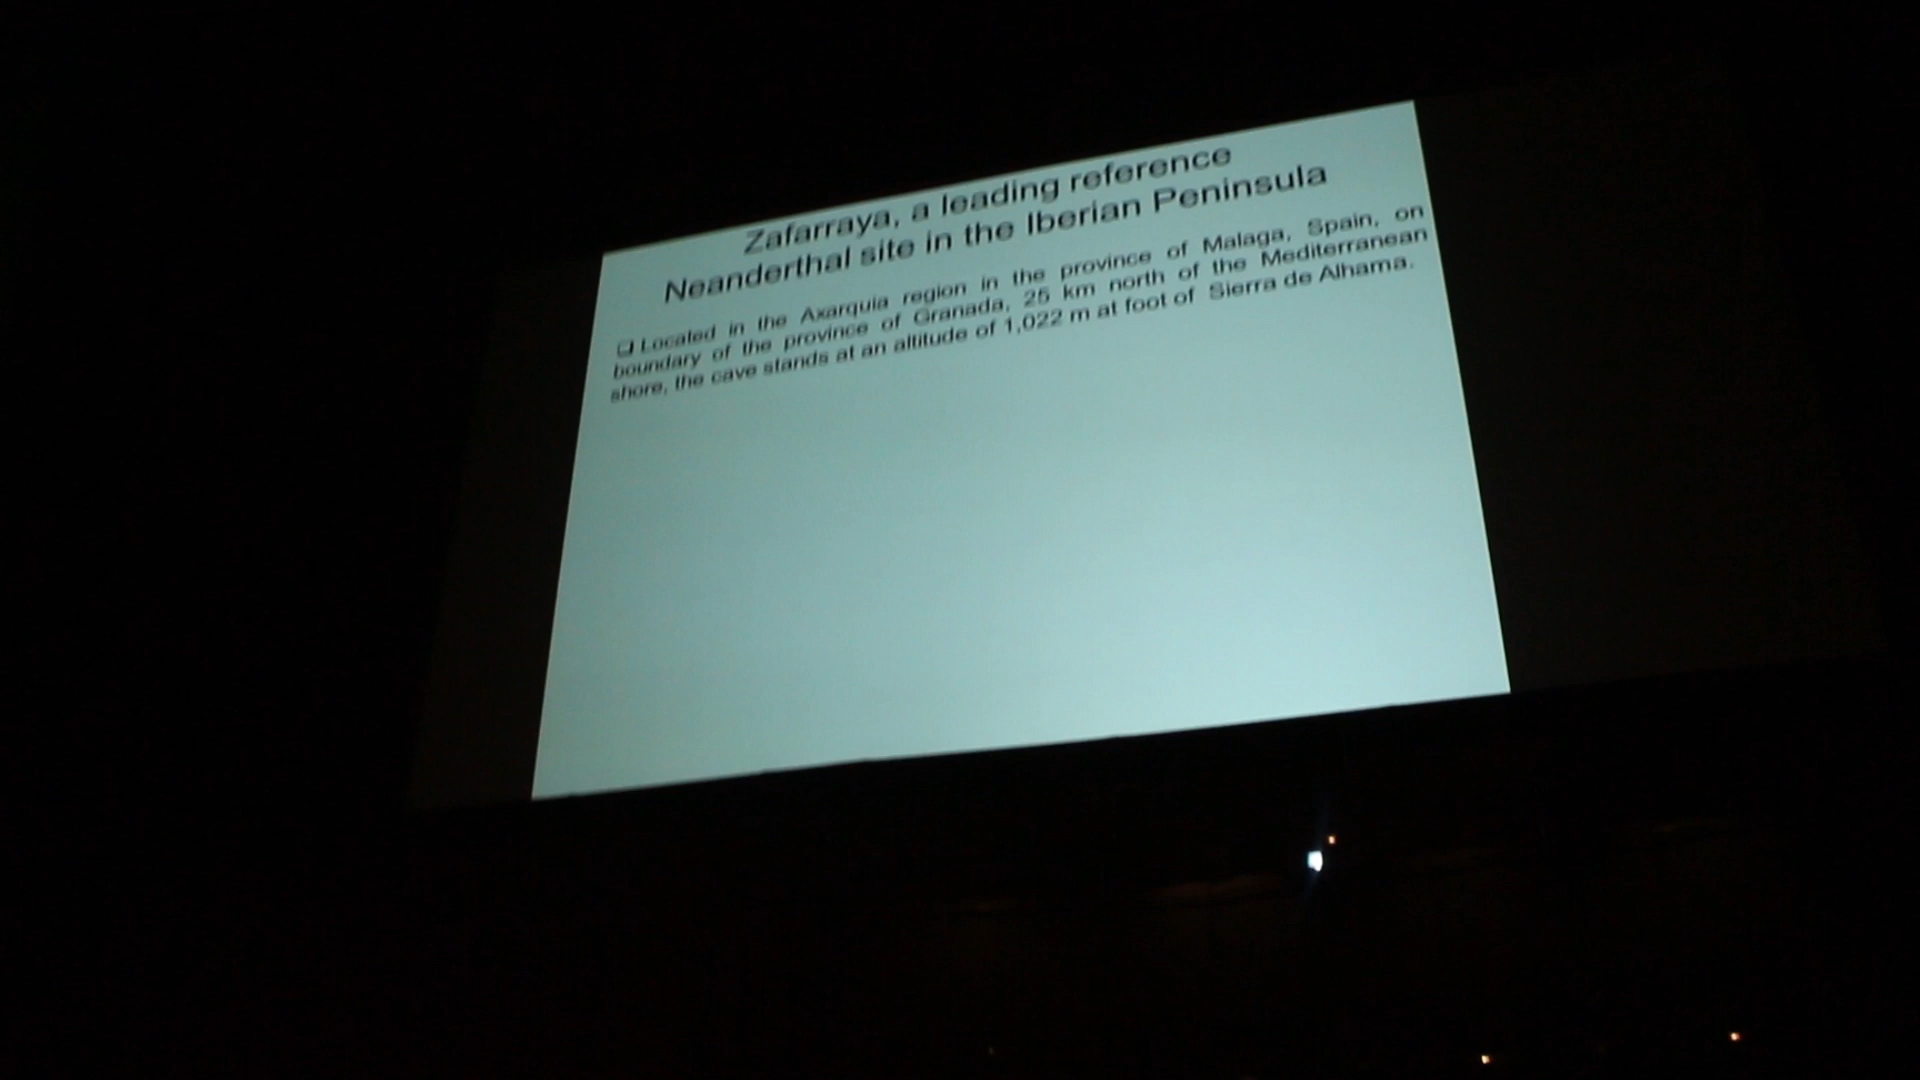 Zafarraya, a leading reference
Neanderthal site in the Iberian Peninsula
❑ Located in the Axarquia region in the province of Malaga, Spain, on
boundary of the province of Granada, 25 km north of the Mediterranean
shore, the cave stands at an altitude of 1,022 m at foot of Sierra de Alhama.